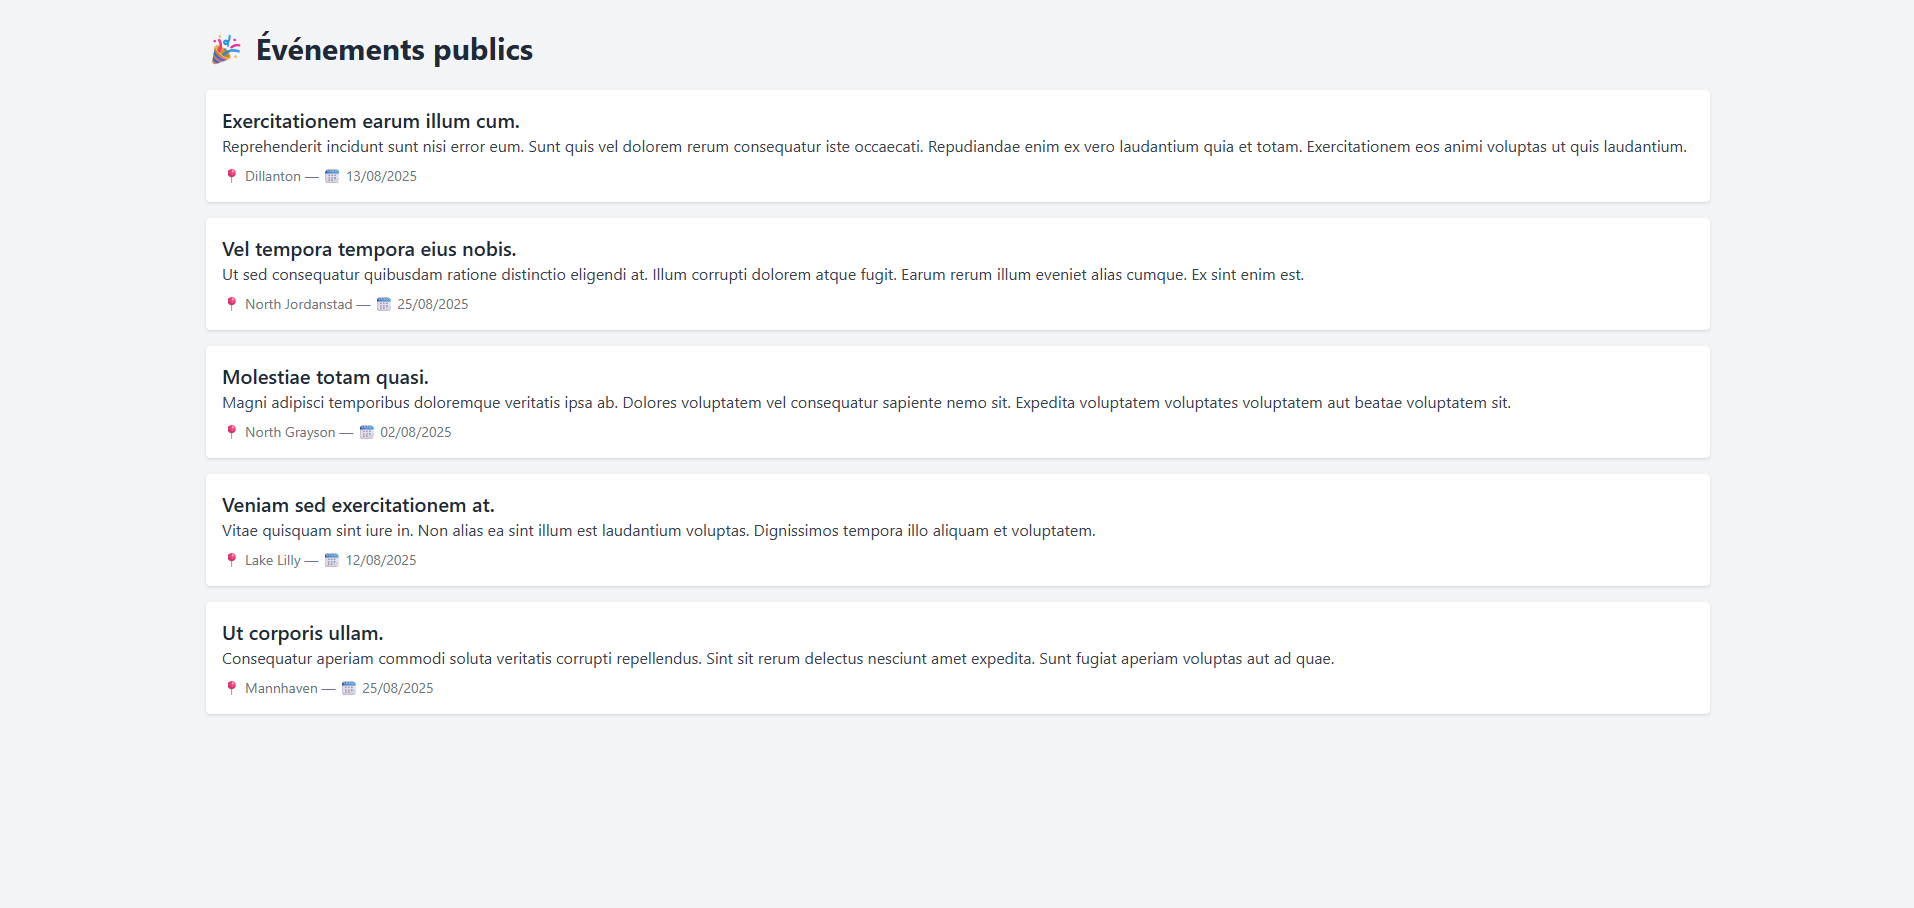 🎉 Événements publics
Exercitationem earum illum cum.
Reprehenderit incidunt sunt nisi error eum. Sunt quis vel dolorem rerum consequatur iste occaecati. Repudiandae enim ex vero laudantium quia et totam. Exercitationem eos animi voluptas ut quis laudantium.
📍 Dillanton — 📅 13/08/2025
Vel tempora tempora eius nobis.
Ut sed consequatur quibusdam ratione distinctio eligendi at. Illum corrupti dolorem atque fugit. Earum rerum illum eveniet alias cumque. Ex sint enim est.
📍 North Jordanstad — 📅 25/08/2025
Molestiae totam quasi.
Magni adipisci temporibus doloremque veritatis ipsa ab. Dolores voluptatem vel consequatur sapiente nemo sit. Expedita voluptatem voluptates voluptatem aut beatae voluptatem sit.
📍 North Grayson — 📅 02/08/2025
Veniam sed exercitationem at.
Vitae quisquam sint iure in. Non alias ea sint illum est laudantium voluptas. Dignissimos tempora illo aliquam et voluptatem.
📍 Lake Lilly — 📅 12/08/2025
Ut corporis ullam.
Consequatur aperiam commodi soluta veritatis corrupti repellendus. Sint sit rerum delectus nesciunt amet expedita. Sunt fugiat aperiam voluptas aut ad quae.
📍 Mannhaven — 📅 25/08/2025